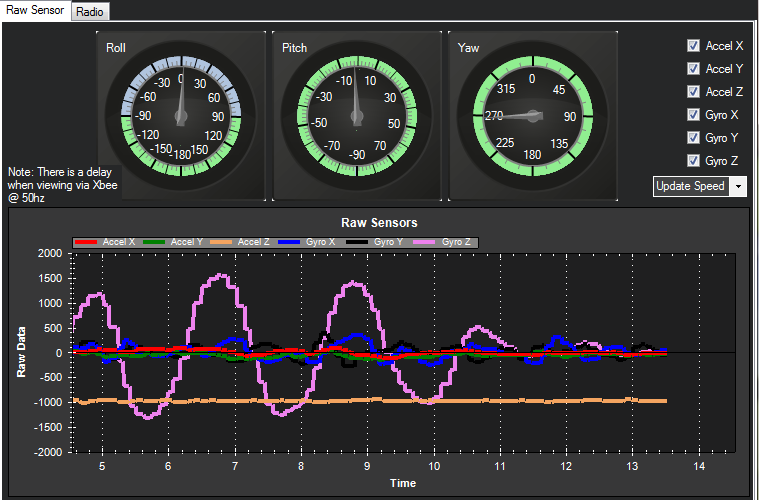 Raw Sensor Radio
Roll
0
-30 30
-60 60
-90 90
-120 120
-150 150
-180
Pitch
-10 10
-30 30
-50 50
-70 70
-90
Yaw
0
315 45
270 90
225 135
180
Accel X
Accel Y
Accel Z
Gyro X
Gyro Y
Gyro Z
Update Speed
Note: There is a delay
when viewing via Xbee
@ 50hz
Raw Sensors
Accel X Accel Y Accel Z Gyro X Gyro Y Gyro Z
Raw Data
2000
1500
1000
500
0
-500
-1000
-1500
-2000
5 6 7 8 9 10 11 12 13 14
Time